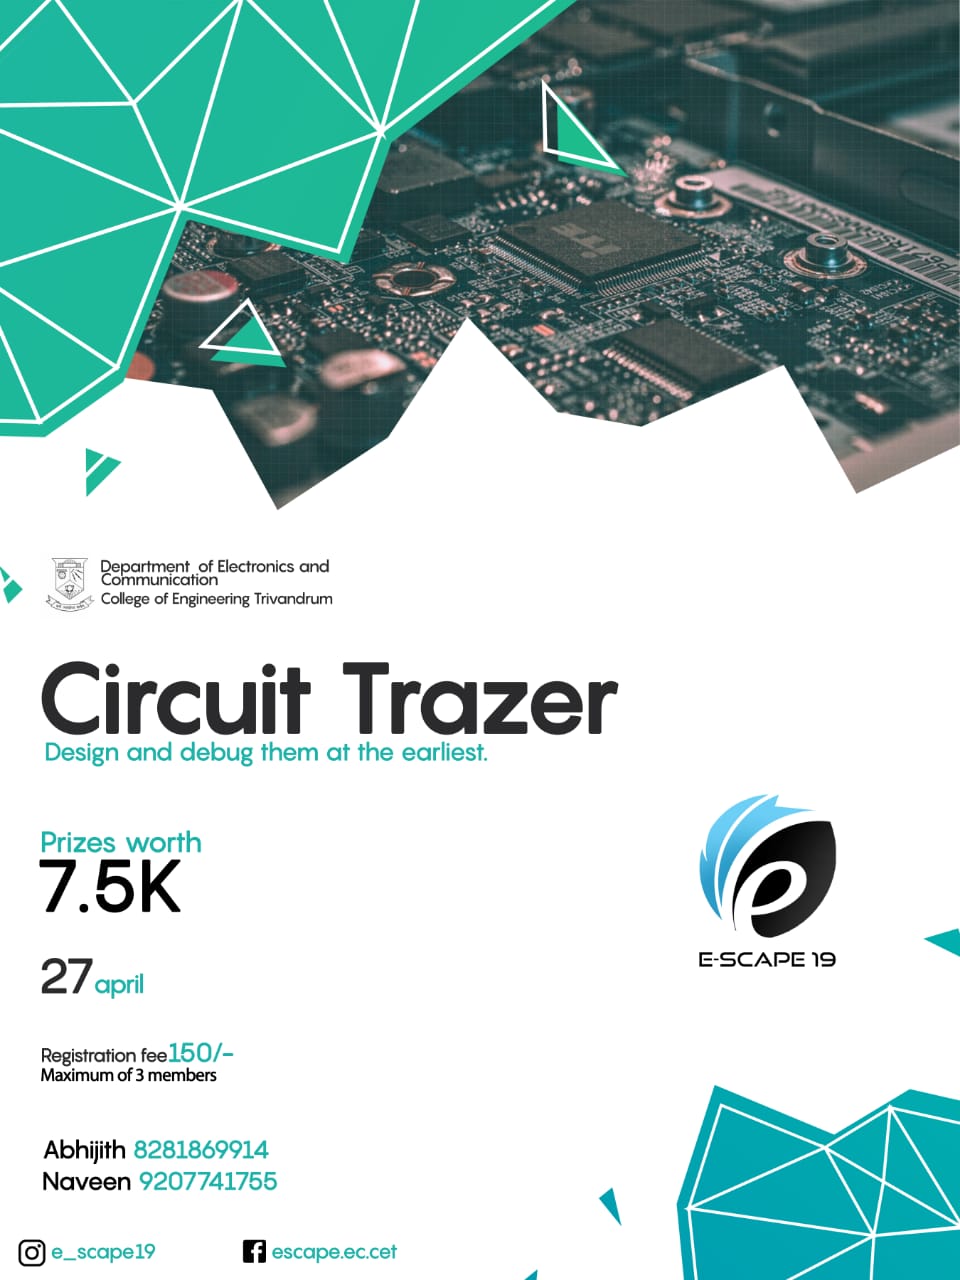 Department of Electronics and
Communication
College of Engineering Trivandrum
Circuit Trazer
Design and debug them at the earliest.
Prizes worth
7.5K
27 april
E-SCAPE 19
Registration fee 150/-
Maximum of 3 members
Abhijith 8281869914
Naveen 9207741755
e_scape19
escape.ec.cet